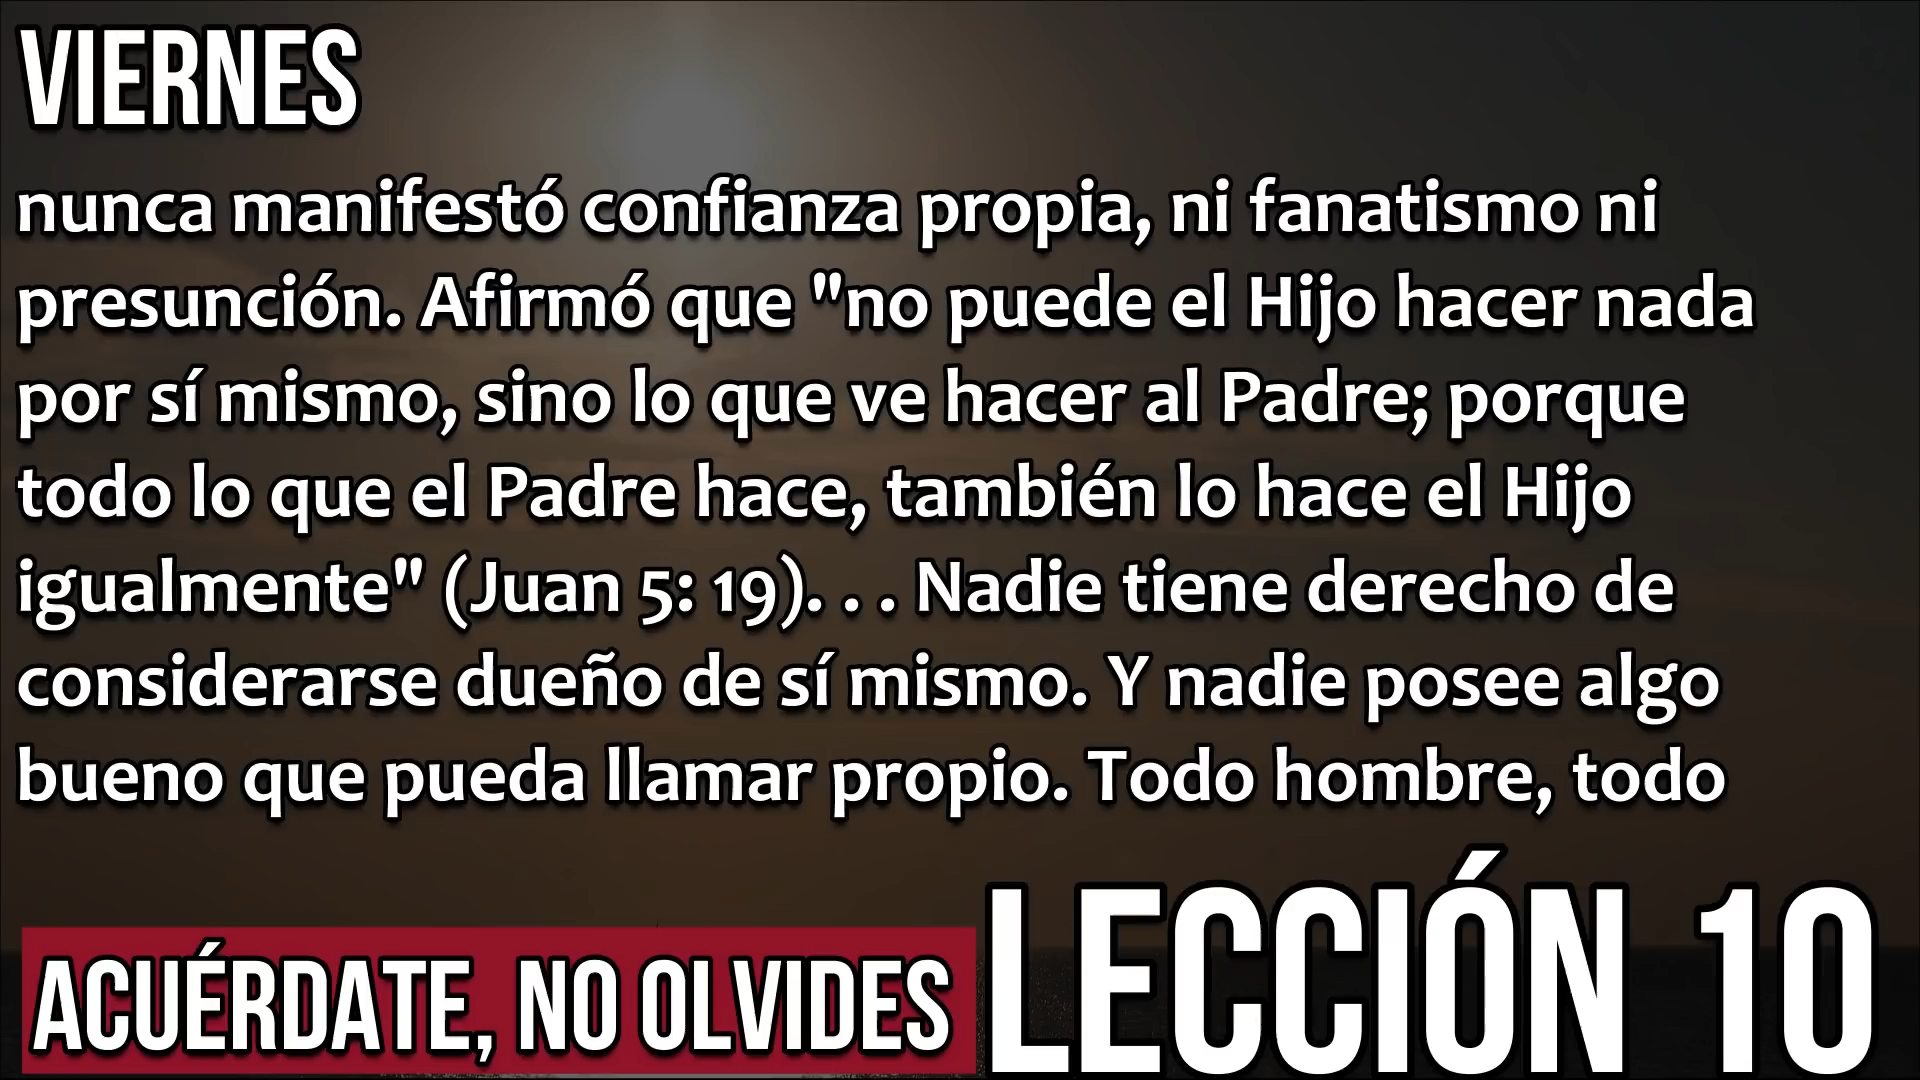 VIERNES
nunca manifestó confianza propia, ni fanatismo ni
presunción. Afirmó que "no puede el Hijo hacer nada
por sí mismo, sino lo que ve hacer al Padre; porque
todo lo que el Padre hace, también lo hace el Hijo
igualmente" (Juan 5: 19). . . Nadie tiene derecho de
considerarse dueño de sí mismo. Y nadie posee algo
bueno que pueda llamar propio. Todo hombre, todo
ACUÉRDATE, NO OLVIDES
LECCIÓN 10